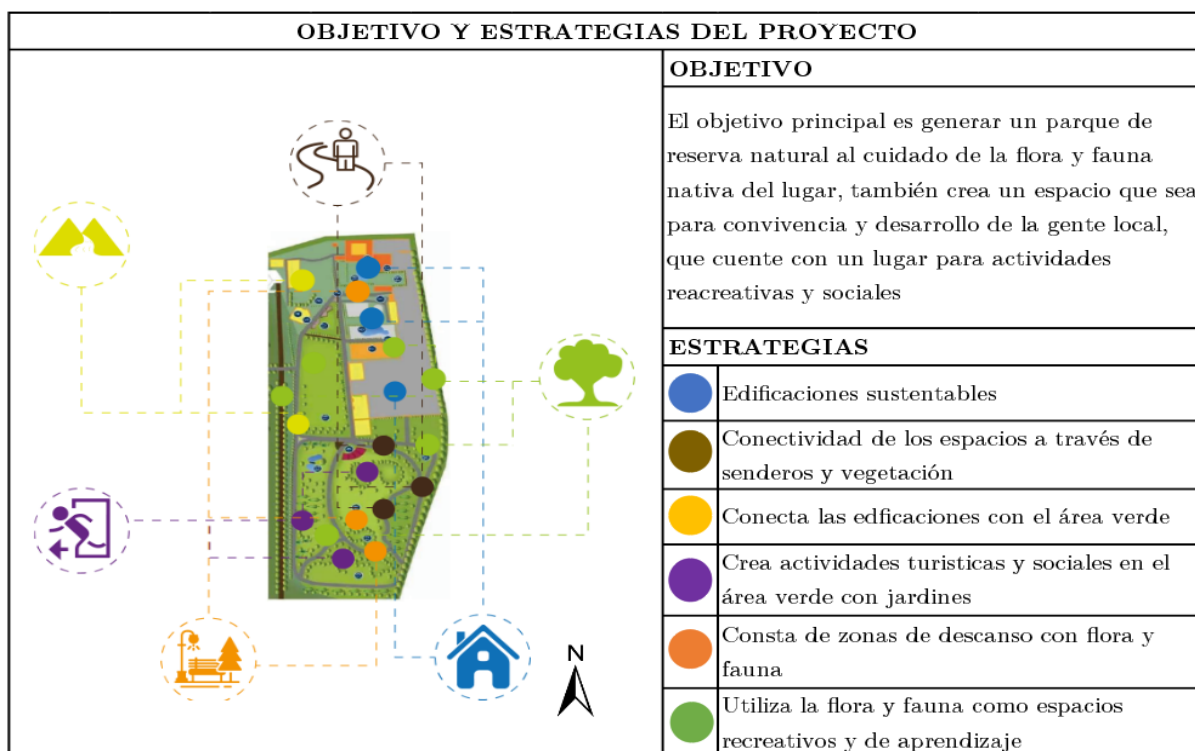 OBJETIVO Y ESTRATEGIAS DEL PROYECTO
OBJETIVO
El objetivo principal es generar un parque de
reserva natural al cuidado de la flora y fauna
nativa del lugar, también crea un espacio que sea
para convivencia y desarrollo de la gente local,
que cuente con un lugar para actividades
reacreativas y sociales
ESTRATEGIAS
Edificaciones sustentables
Conectividad de los espacios a través de
senderos y vegetación
Conecta las edficaciones con el área verde
Crea actividades turisticas y sociales en el
área verde con jardines
Consta de zonas de descanso con flora y
fauna
Utiliza la flora y fauna como espacios
recreativos y de aprendizaje
N